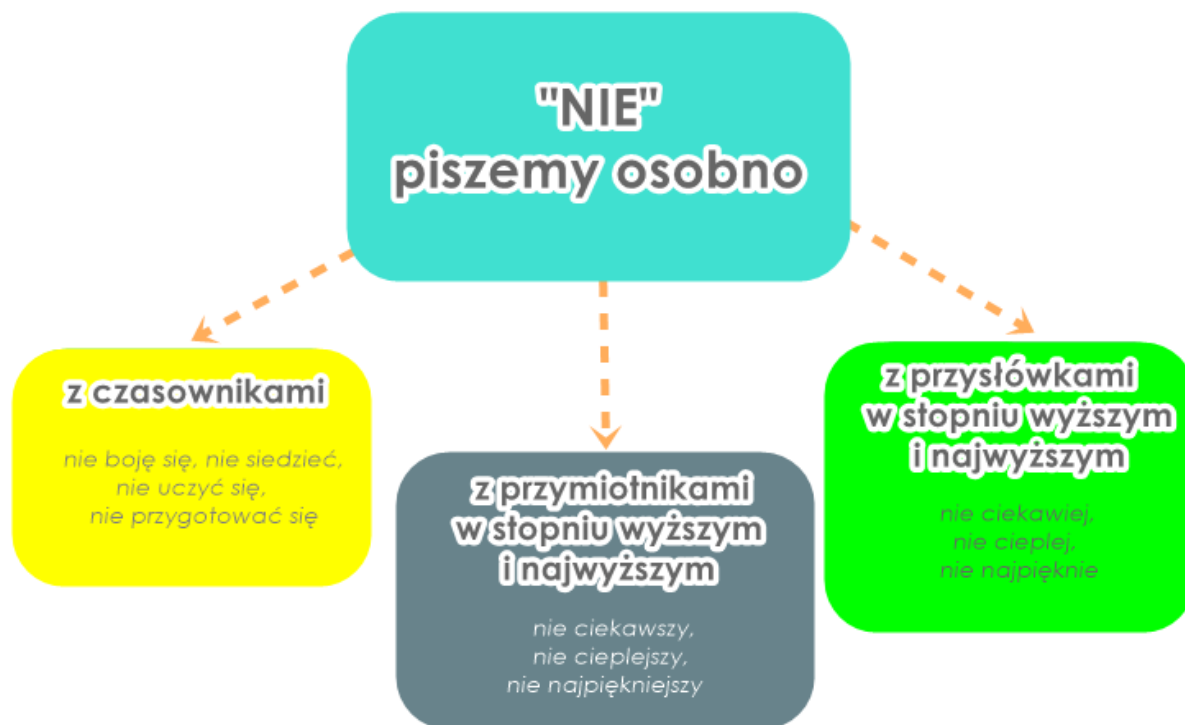 "NIE"
piszemy osobno
z czasownikami
nie boję się, nie siedzieć,
nie uczyć się,
nie przygotować się
z przymiotnikami
w stopniu wyższym
i najwyższym
nie ciekawszy,
nie cieplejszy,
nie najpiękniejszy
z przysłówkami
w stopniu wyższym
i najwyższym
nie ciekawiej,
nie cieplej,
nie najpięknie